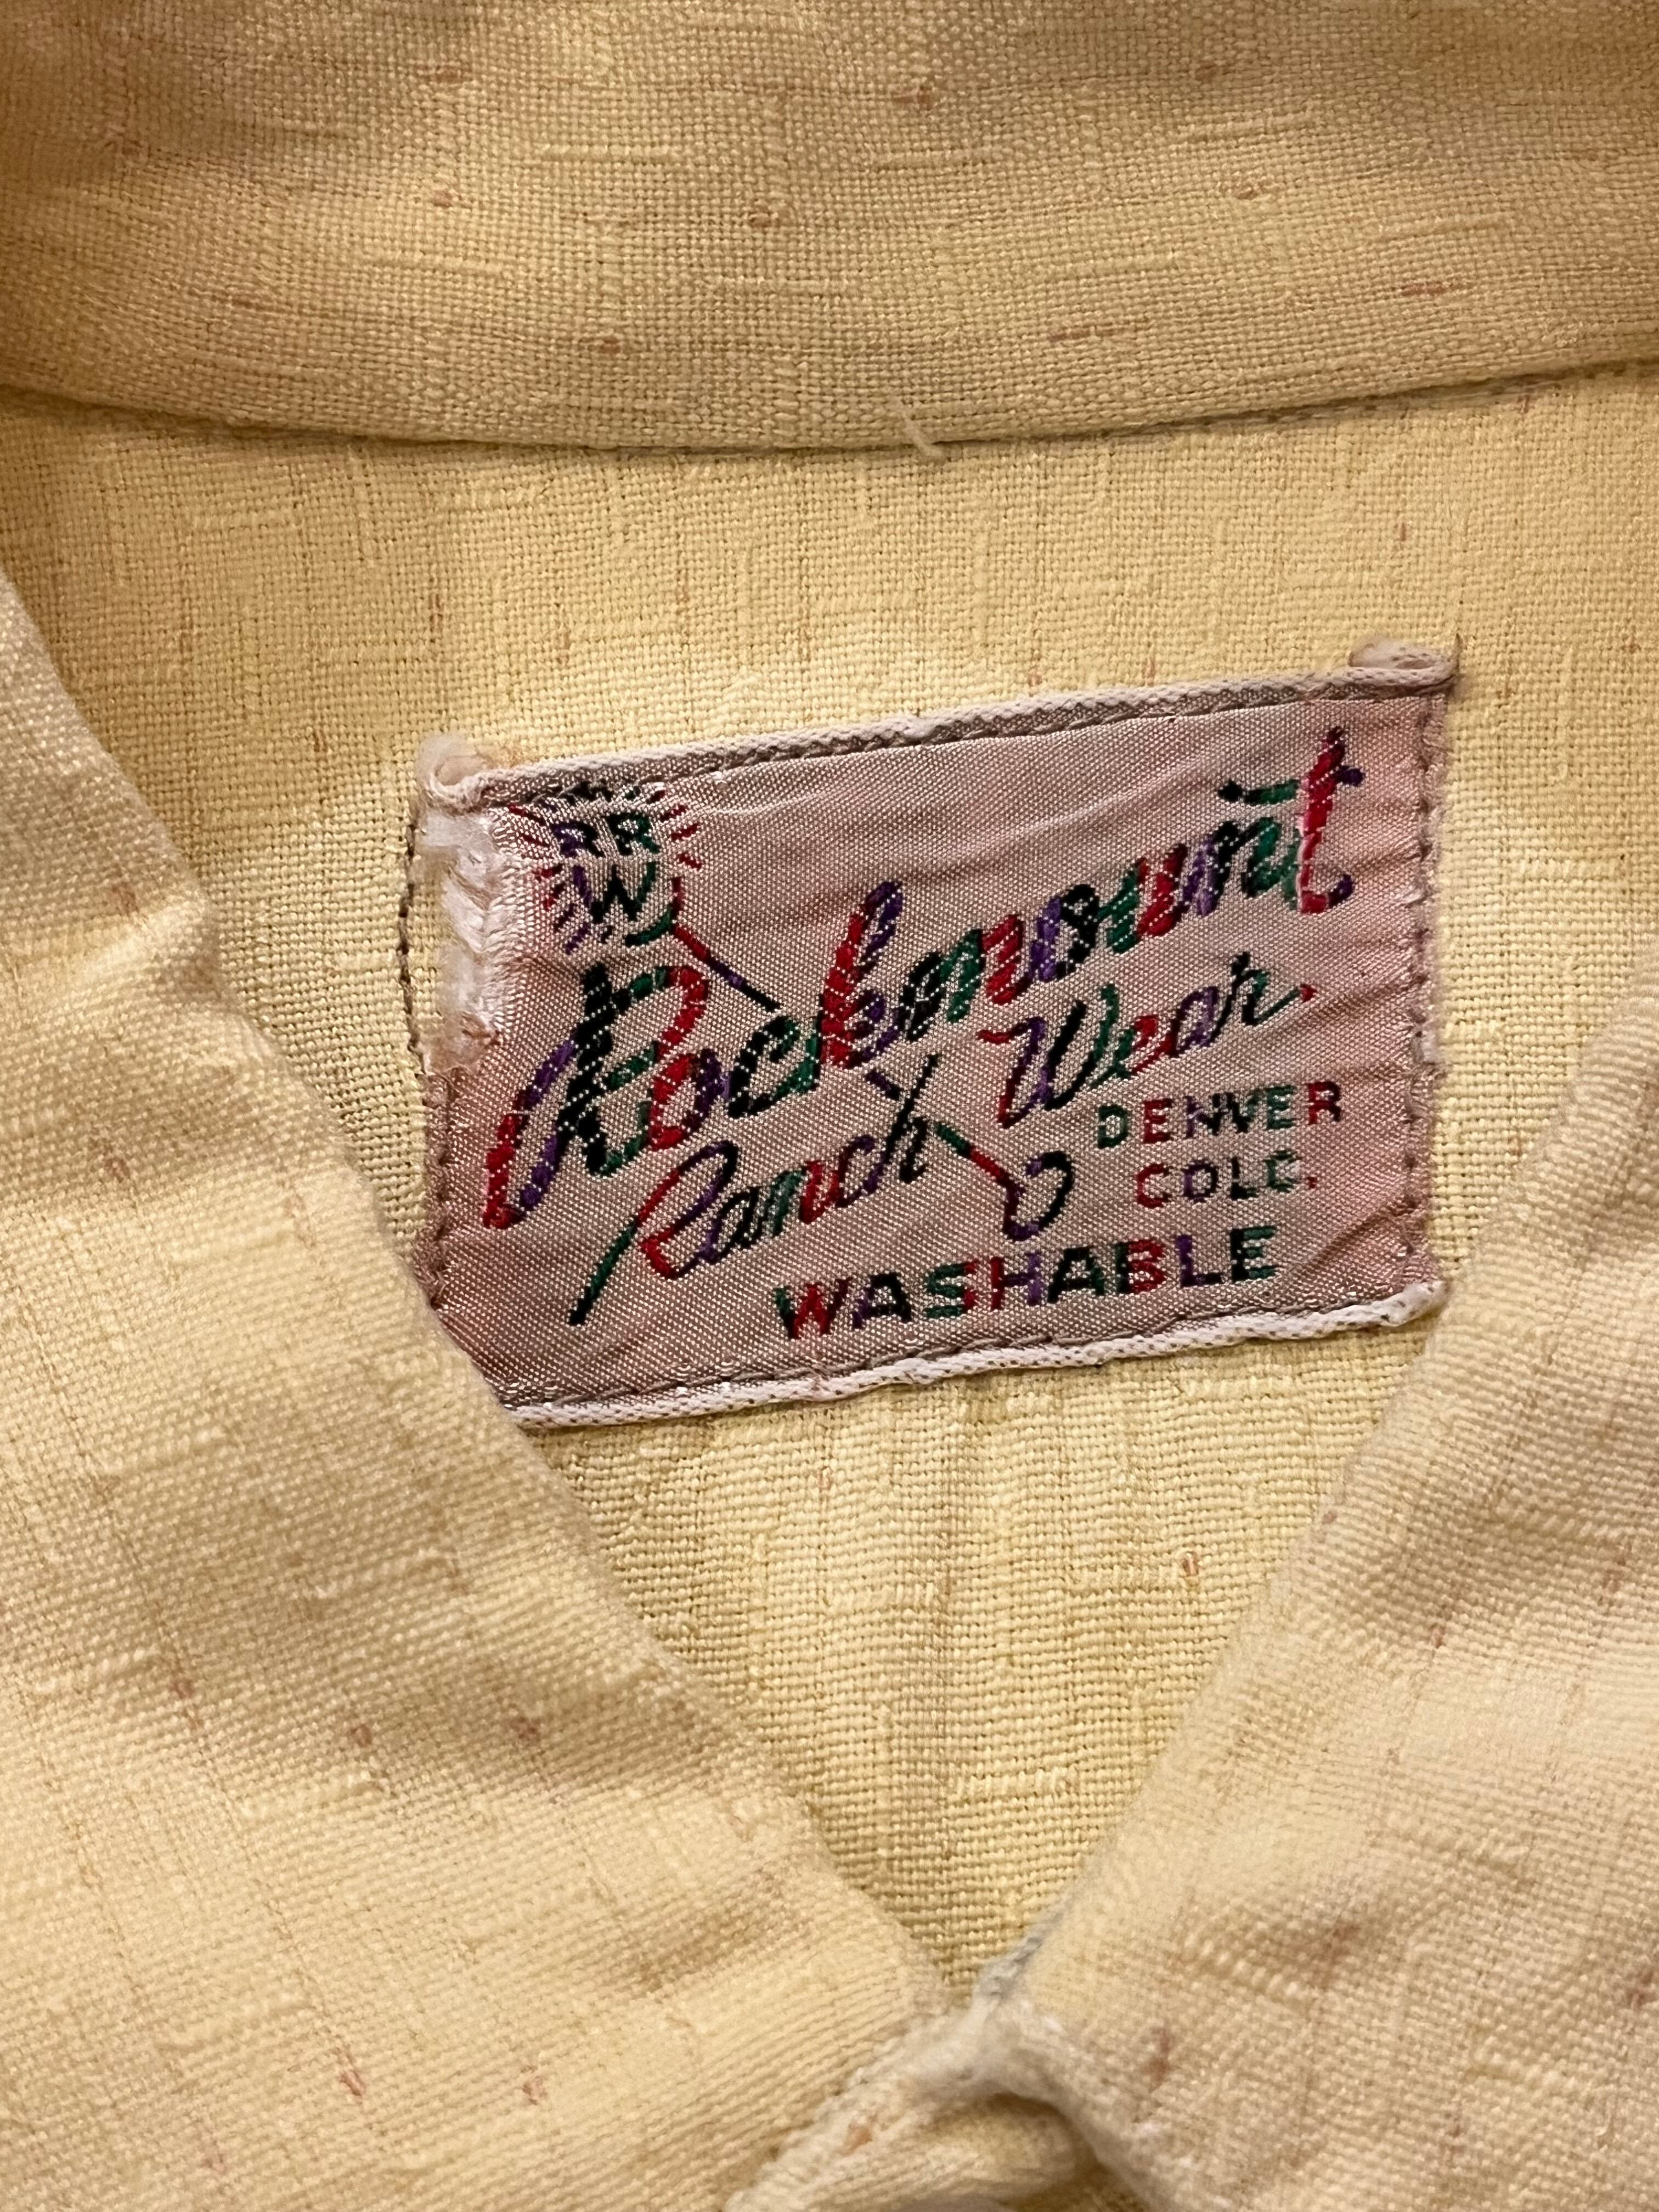 RR
W
Rockmount
Ranch Wear
DENVER
COLO.
WASHABLE